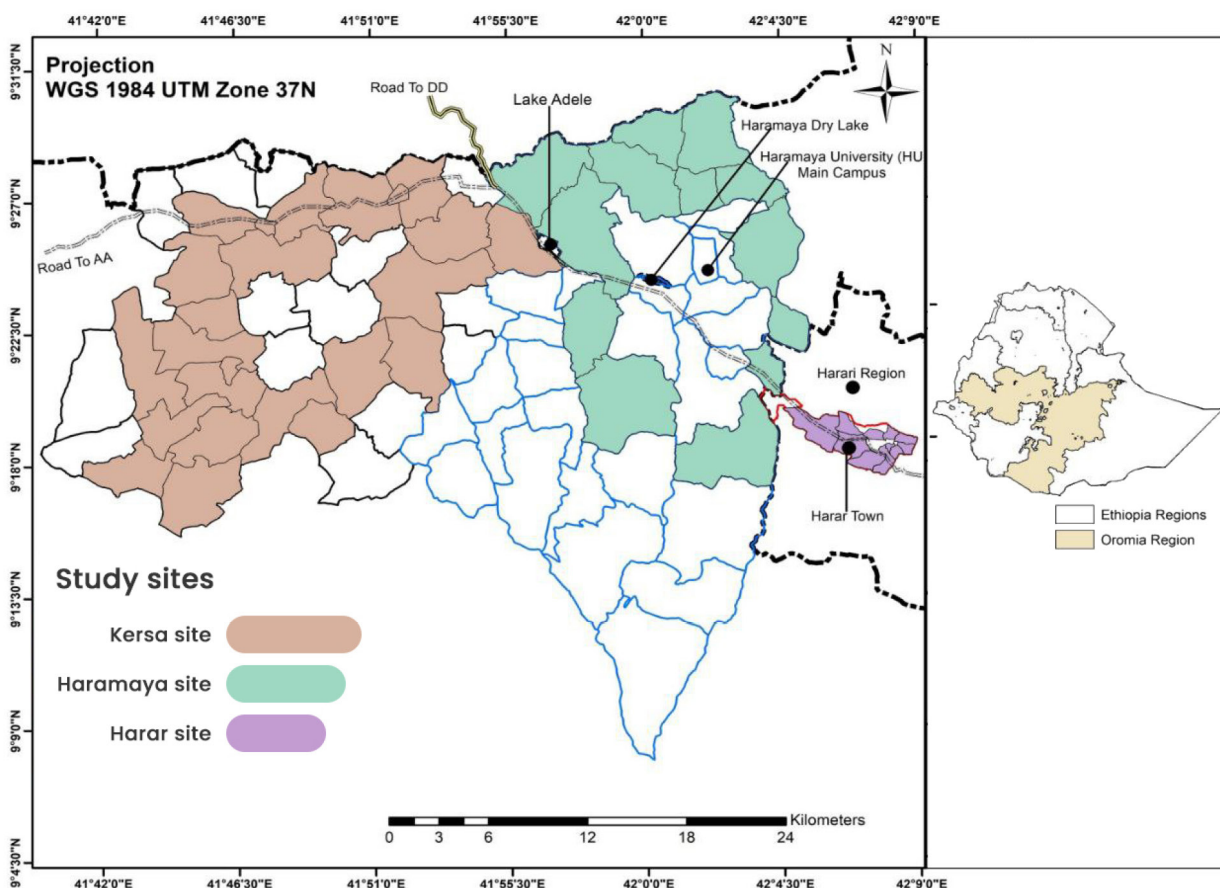 41°42'0"E
41°46'30"E
41°51'0"E
41°55'30"E
42°0'0"E
42°4'30"E
42°9'0"E
Projection
WGS 1984 UTM Zone 37N
N
9°31'30"N
Road To DD
Lake Adele
Haramaya Dry Lake
Haramaya University (HU
Main Campus
9°27'0"N
Road To AA
9°22'30"N
Harari Region
9°18'0"N
Harar Town
Ethiopia Regions
Oromia Region
Study sites
9°13'30"N
Kersa site
Haramaya site
Harar site
9°9'0"N
Kilometers
0 3 6 12 18 24
9°4'30"N
41°42'0"E
41°46'30"E
41°51'0"E
41°55'30"E
42°0'0"E
42°4'30"E
42°9'0"E